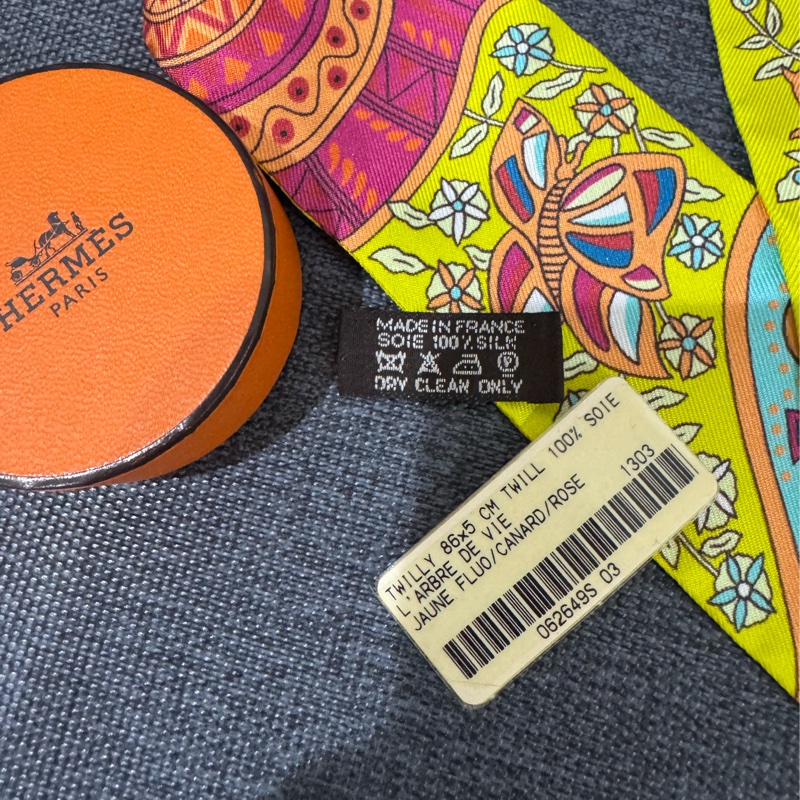 HERMÈS
PARIS
MADE IN FRANCE
SOIE 100% SILK
P
DRY CLEAN ONLY
TWILLY 86x5 CM TWILL 100% SOIE
L'ARBRE DE VIE
JAUNE FLUO/CANARD/ROSE 1303
062649S 03